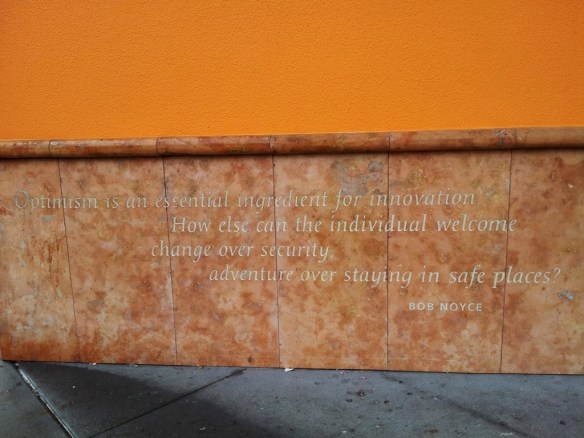 Optimism is an essential ingredient for innovation.
How else can the individual welcome
change over security,
adventure over staying in safe places?
BOB NOYCE